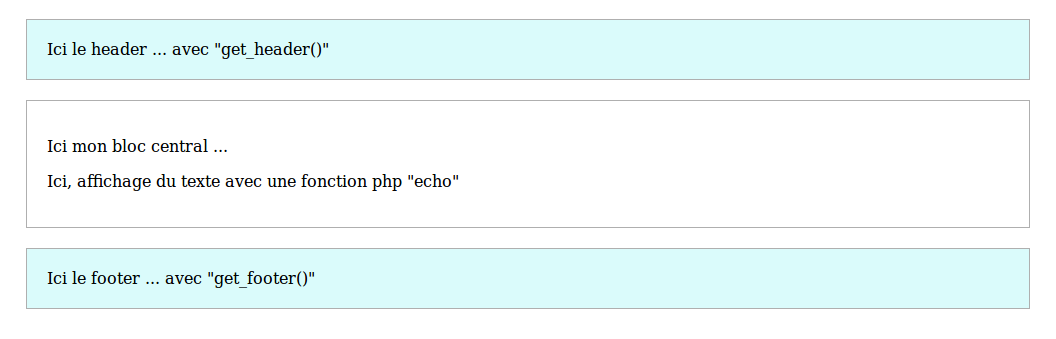 Ici le header ... avec "get_header()"
Ici mon bloc central ...
Ici, affichage du texte avec une fonction php "echo"
Ici le footer ... avec "get_footer()"